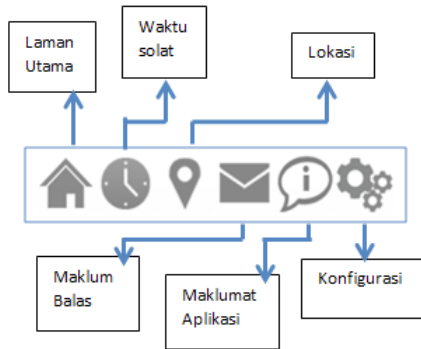 Laman
Utama
Waktu
solat
Lokasi
Maklum
Balas
Maklumat
Aplikasi
Konfigurasi